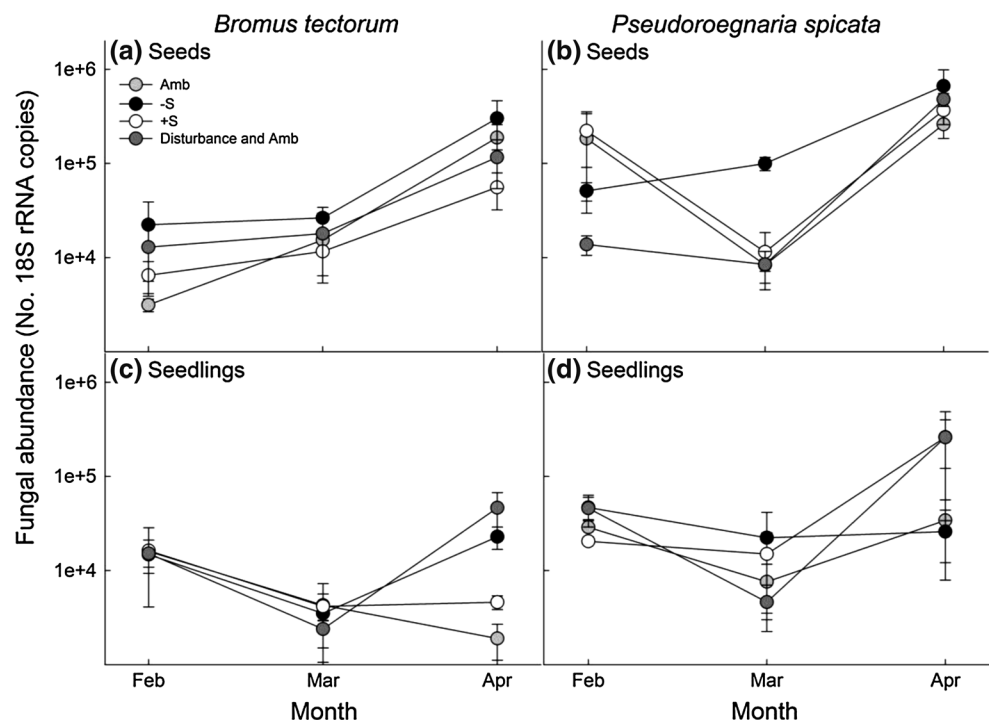 Bromus tectorum
Pseudoroegnaria spicata
(a) Seeds
(b) Seeds
Amb
-S
+S
Disturbance and Amb
1e+6
1e+5
1e+4
(c) Seedlings
(d) Seedlings
1e+6
1e+5
1e+4
Fungal abundance (No. 18S rRNA copies)
Feb Mar Apr
Feb Mar Apr
Month
Month